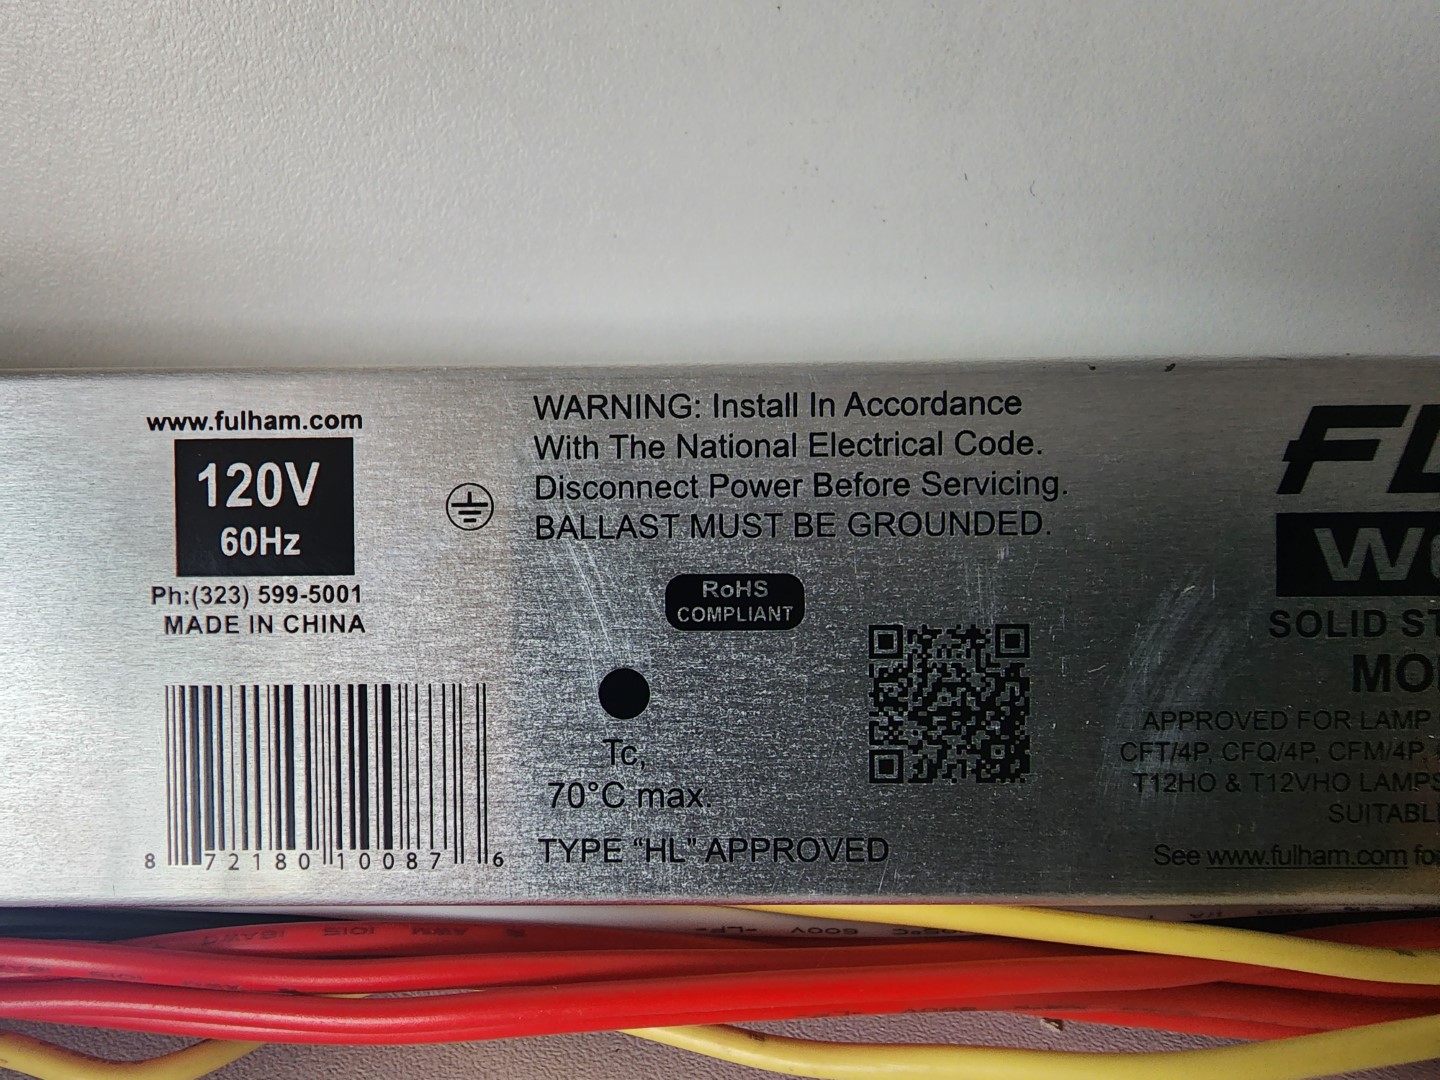 www.fulham.com
120V
60Hz
Ph:(323) 599-5001
MADE IN CHINA
8 72180 10087 6
WARNING: Install In Accordance
With The National Electrical Code.
Disconnect Power Before Servicing.
BALLAST MUST BE GROUNDED.
RoHS
COMPLIANT
Tc,
70°C max.
TYPE “HL” APPROVED
SOLID
APPROVED FOR LAMP
CFT/4P, CFQ/4P, CFM/4P,
T12HO & T12VHO LAMPS
See www.fulham.com
AWM
600V